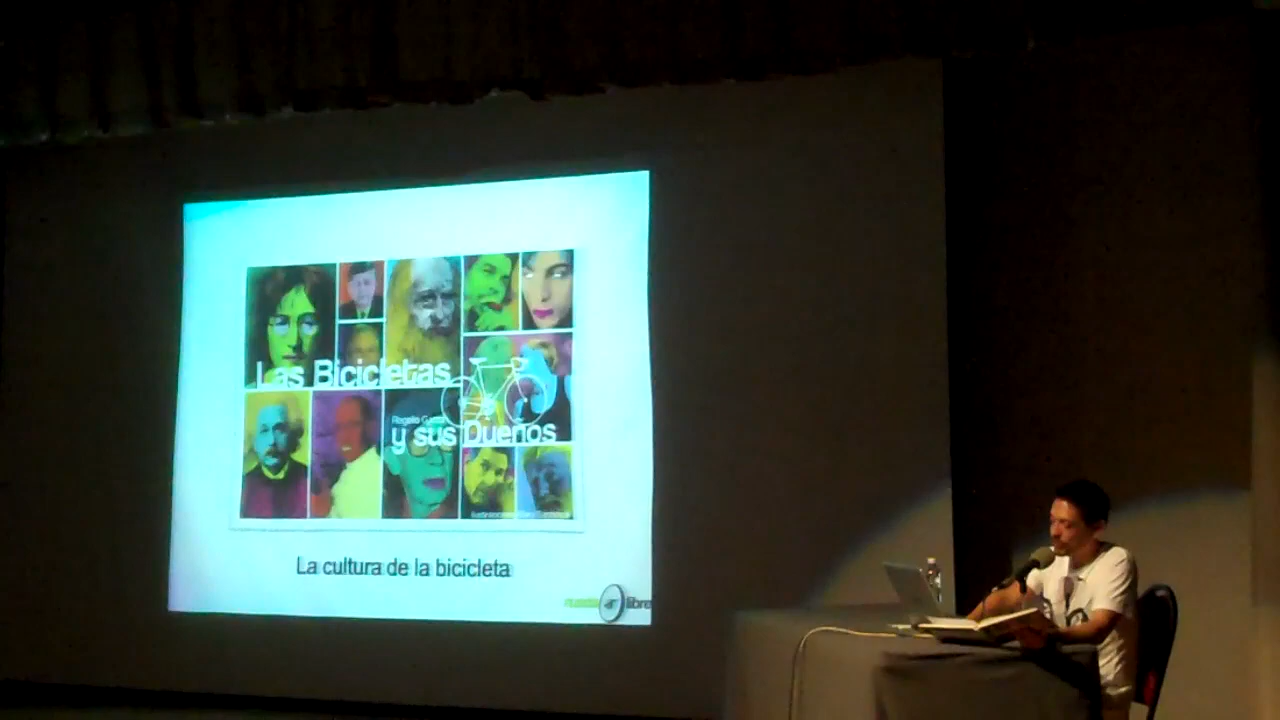 Las Bicicletas
y sus Dueños
La cultura de la bicicleta
libre